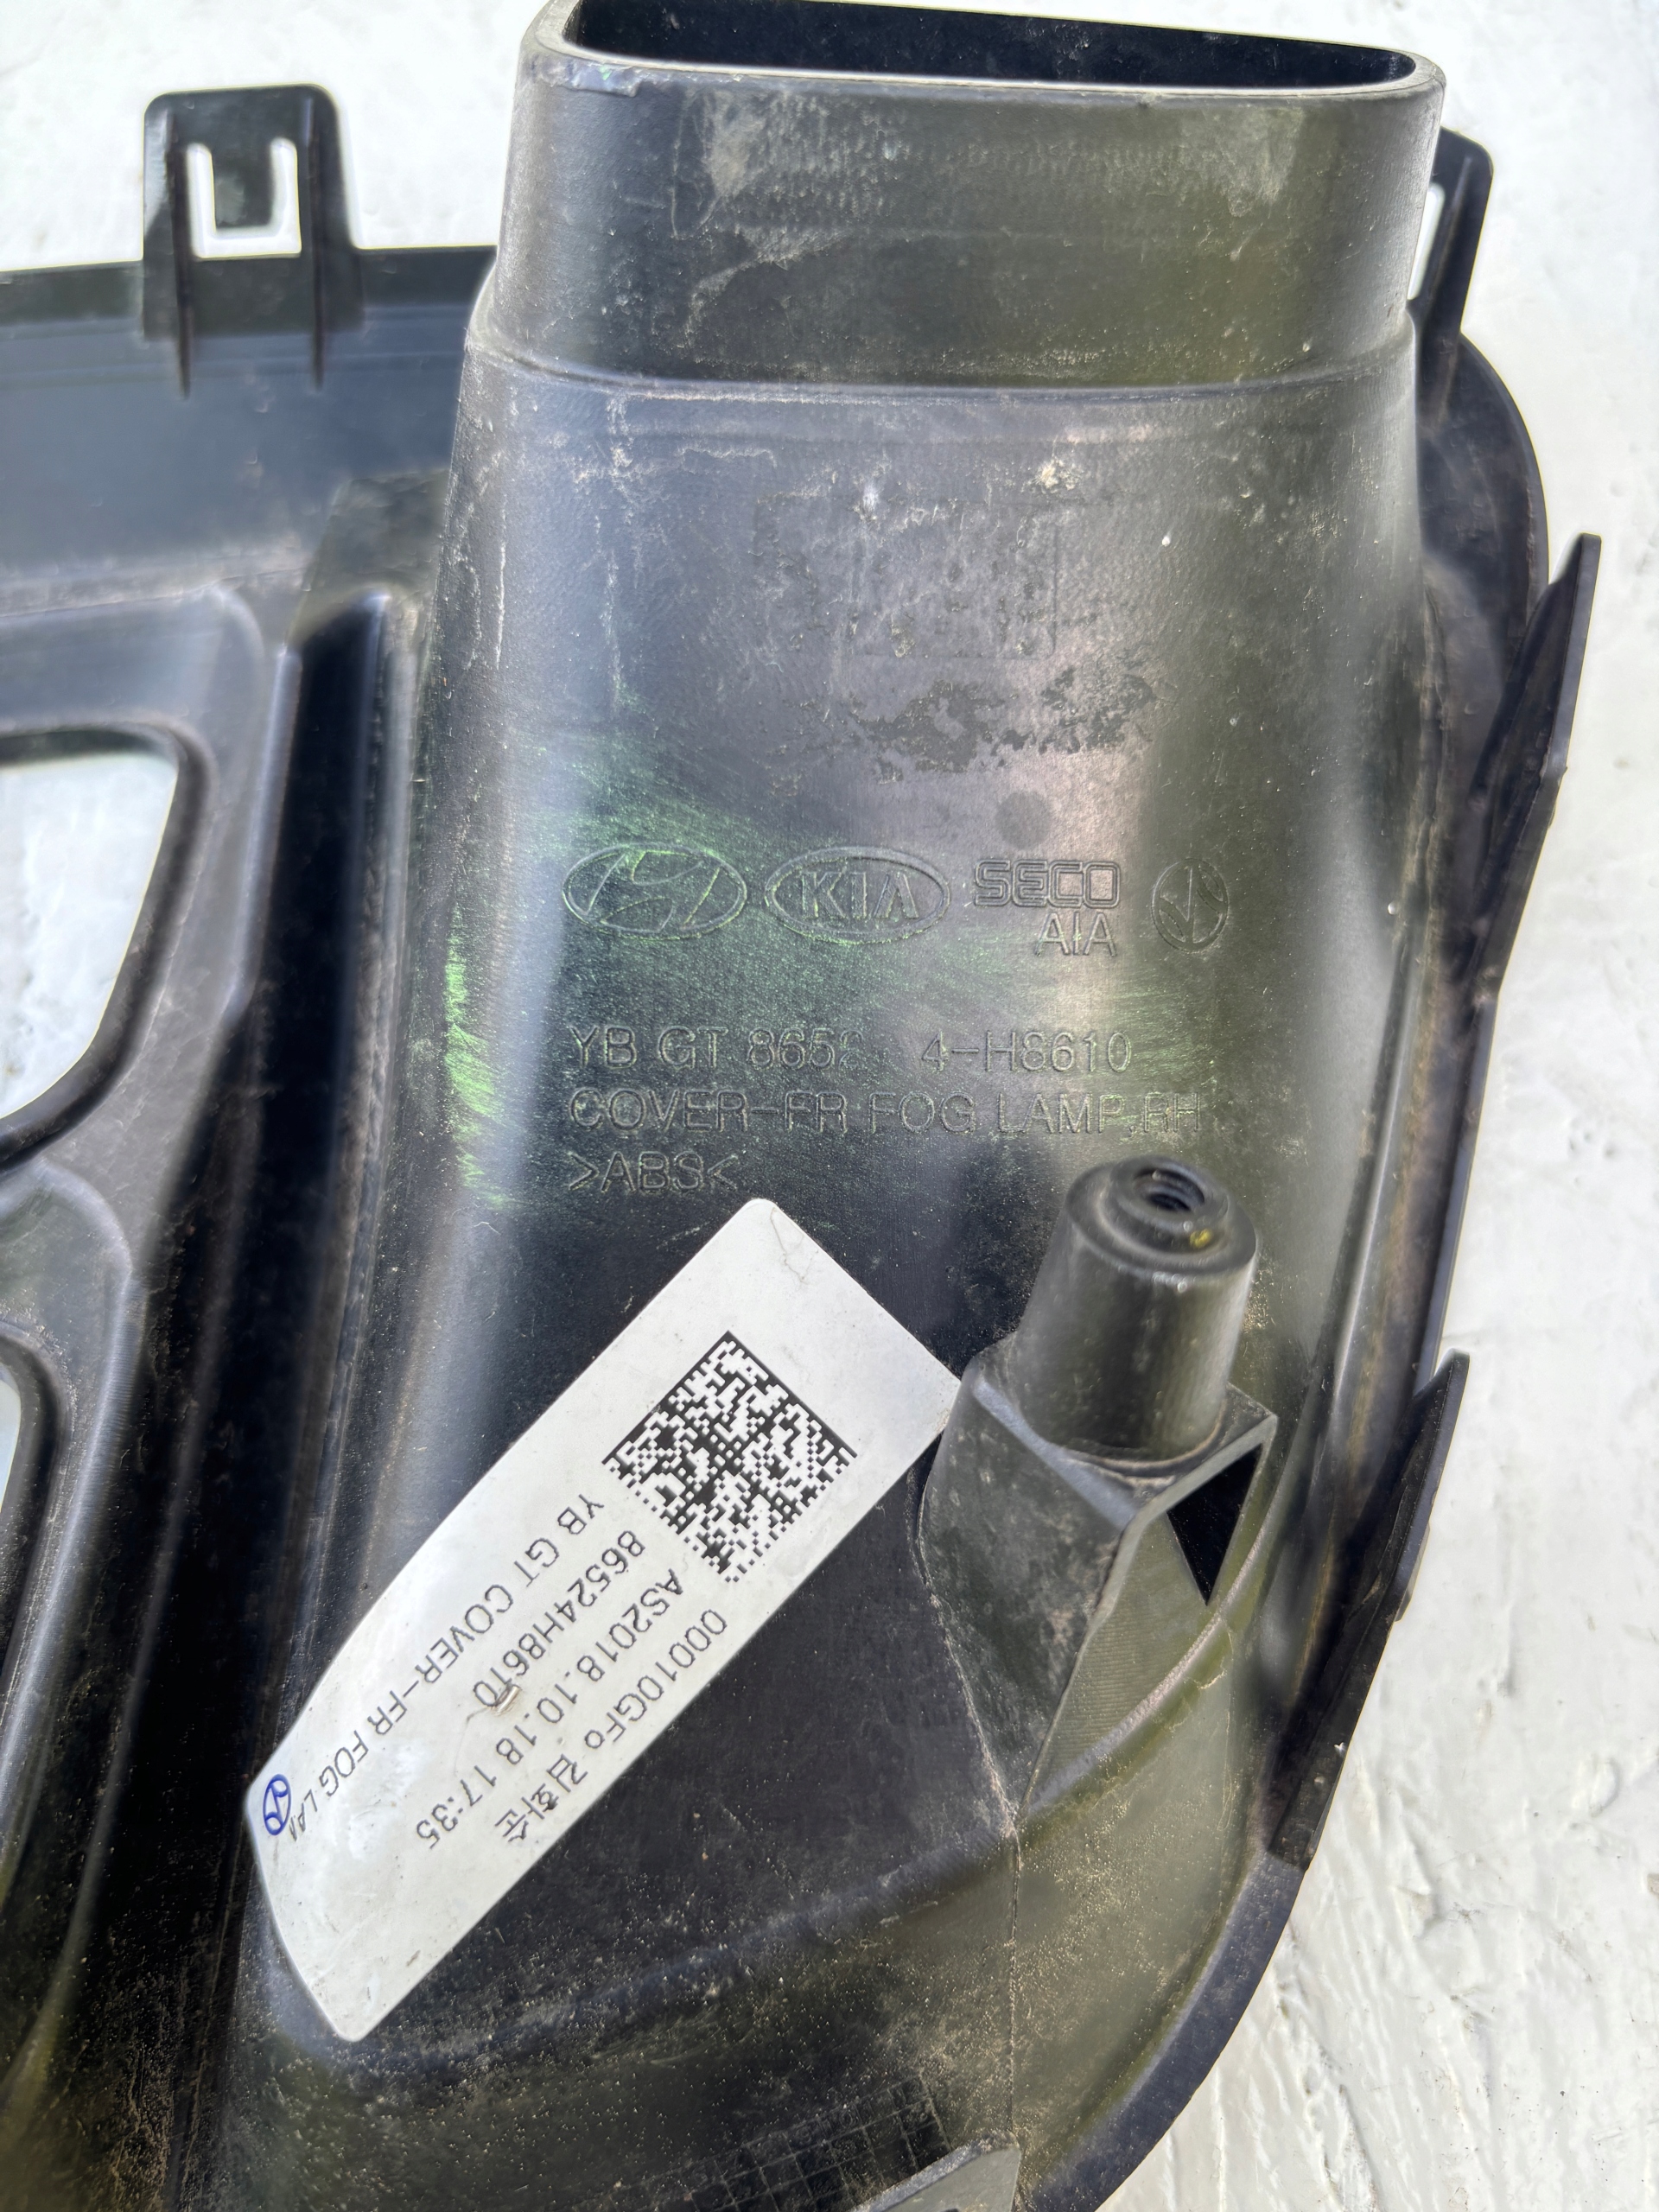 KIA
SECO
AIA
YB GT 8652 4-H8610
COVER-FR FOG LAMP,RH
>ABS<
00010GFo 김화순
AS2018.10.18 17:35
86524H8610
YB GT COVER-FR FOG LA